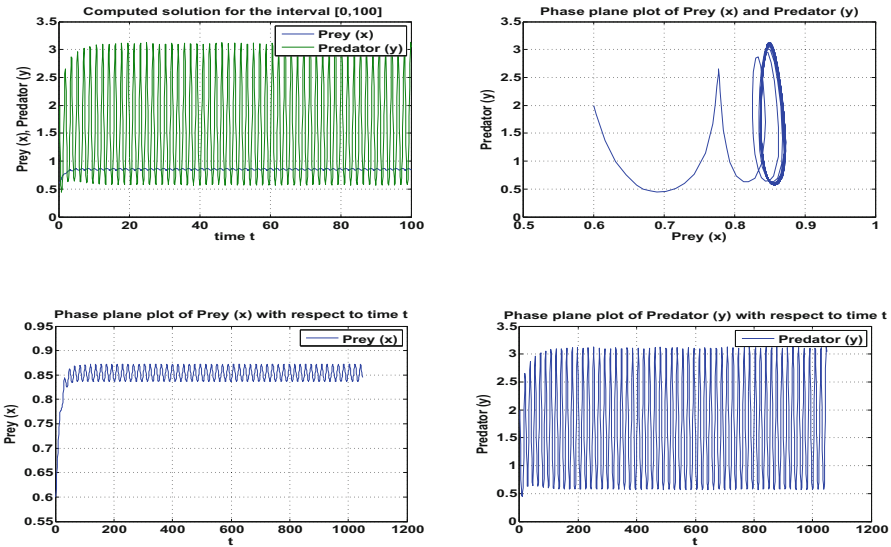 Computed solution for the interval [0,100]
3.5
3
2.5
2
1.5
1
0.5
0
Prey (x), Predator (y)
Prey (x)
Predator (y)
0 20 40 60 80 100
time t
Phase plane plot of Prey (x) and Predator (y)
3.5
3
2.5
2
1.5
1
0.5
0
Predator (y)
0.5 0.6 0.7 0.8 0.9 1
Prey (x)
Phase plane plot of Prey (x) with respect to time t
0.95
0.9
0.85
0.8
0.75
0.7
0.65
0.6
0.55
Prey (x)
Prey (x)
0 200 400 600 800 1000 1200
t
Phase plane plot of Predator (y) with respect to time t
3.5
3
2.5
2
1.5
1
0.5
0
Predator (y)
Predator (y)
0 200 400 600 800 1000 1200
t